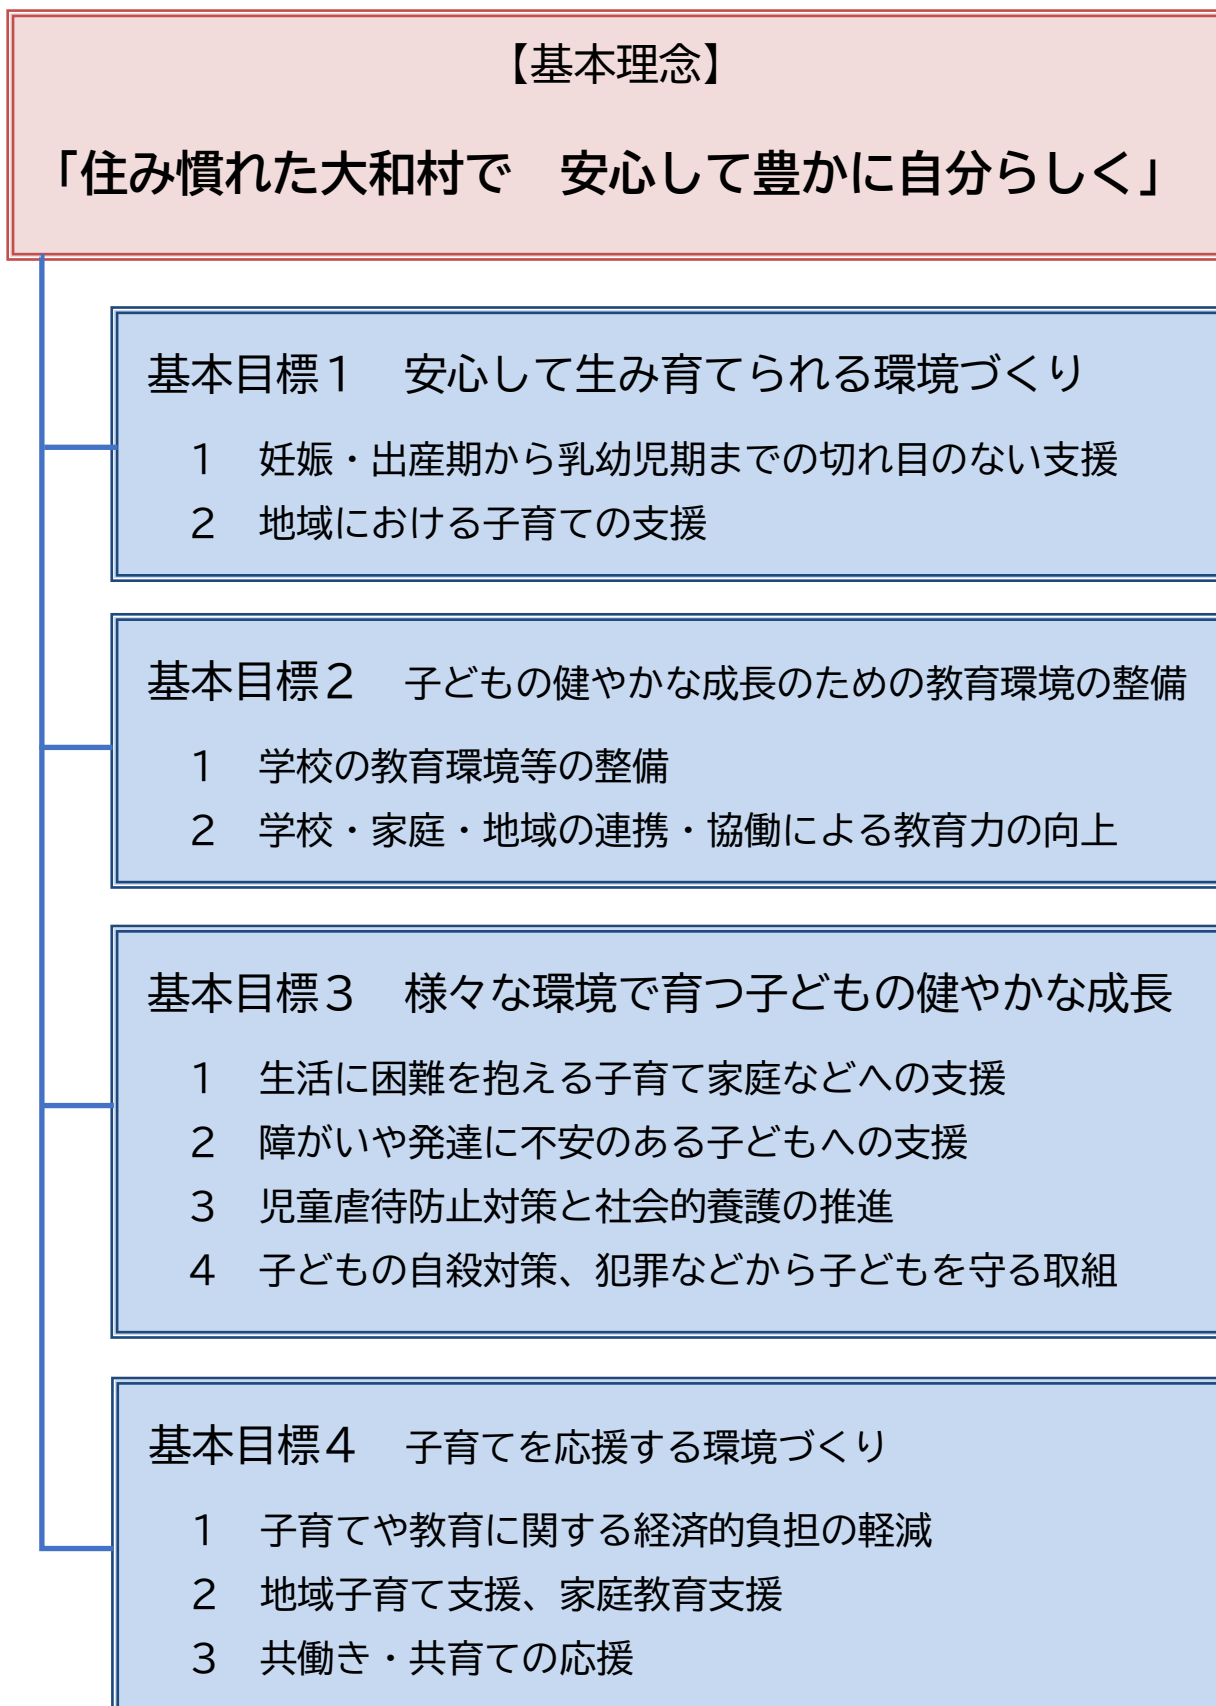 【基本理念】
「住み慣れた大和村で　安心して豊かに自分らしく」
基本目標１　安心して生み育てられる環境づくり
１　妊娠・出産期から乳幼児期までの切れ目のない支援
２　地域における子育ての支援
基本目標２　子どもの健やかな成長のための教育環境の整備
１　学校の教育環境等の整備
２　学校・家庭・地域の連携・協働による教育力の向上
基本目標３　様々な環境で育つ子どもの健やかな成長
１　生活に困難を抱える子育て家庭などへの支援
２　障がいや発達に不安のある子どもへの支援
３　児童虐待防止対策と社会的養護の推進
４　子どもの自殺対策、犯罪などから子どもを守る取組
基本目標４　子育てを応援する環境づくり
１　子育てや教育に関する経済的負担の軽減
２　地域子育て支援、家庭教育支援
３　共働き・共育ての応援